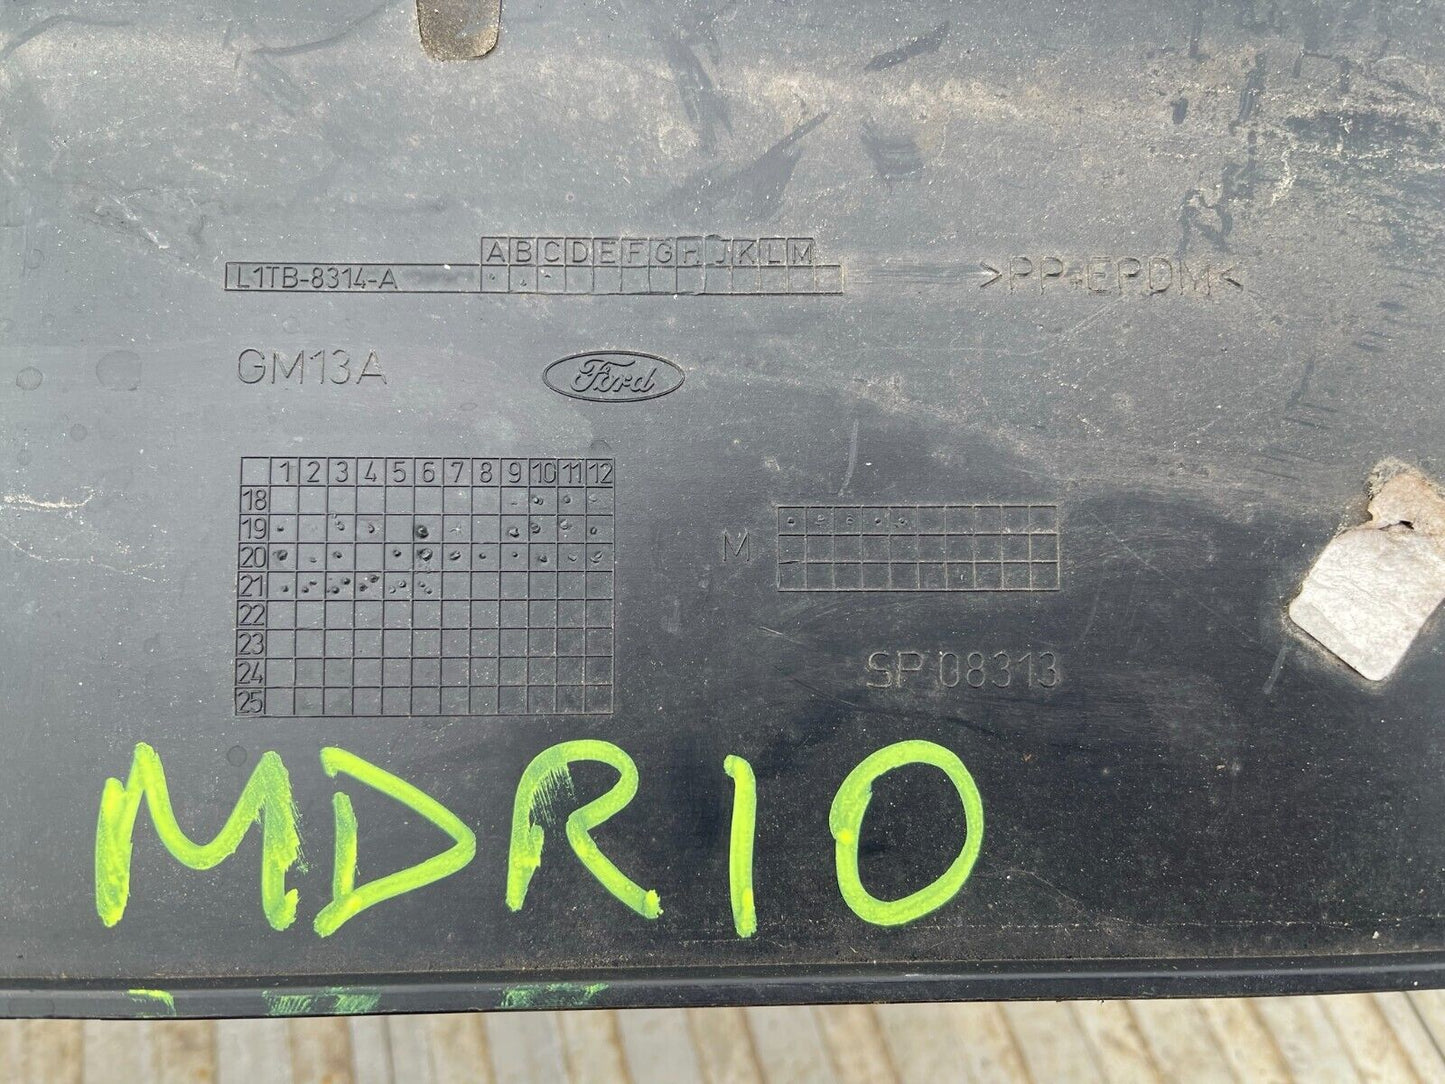 A B C D E F G H J K L M
L1TB-8314-A
>PP+EPDM<
GM13A
Ford
1 2 3 4 5 6 7 8 9 10 11 12
18
19
20
21
22
23
24
25
M
SP 08313
MDR10